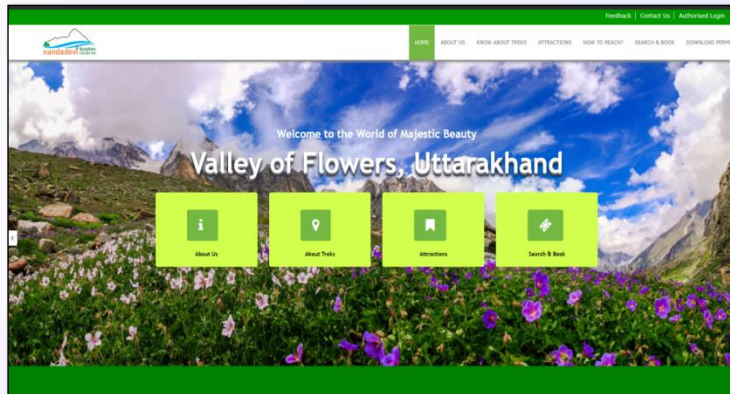 Feedback | Contact Us | Authorised Login
nandadevi
HOME ABOUT US KNOW ABOUT TREKS ATTRACTIONS HOW TO REACH? SEARCH & BOOK DOWNLOAD PERMI
Welcome to the World of Majestic Beauty
Valley of Flowers, Uttarakhand
About Us About Treks Attractions Search & Book